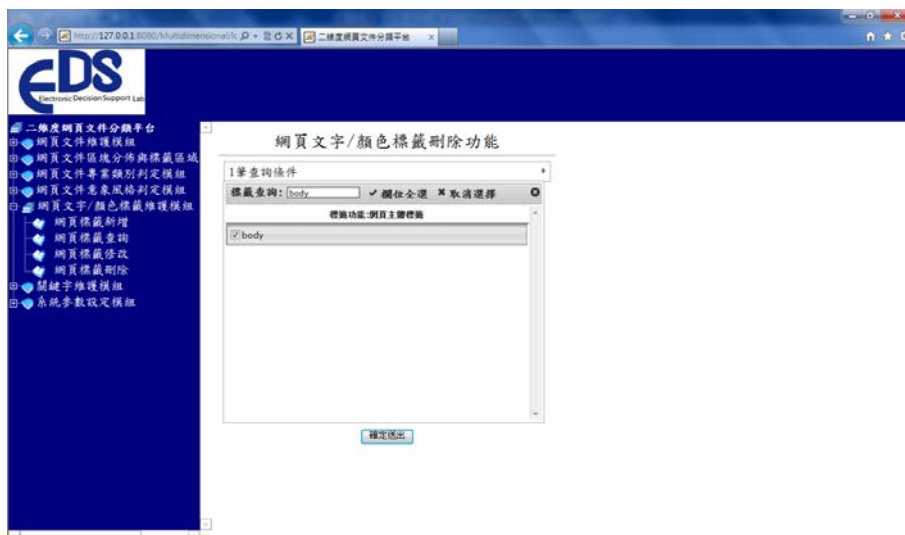 http://127.0.0.1:8080/Multidimensional/k
二維度網頁文件分類平台
EDS
Electronic Decision Support Lab
二維度網頁文件分類平台
網頁文件維護模組
網頁文件區塊分佈與標籤區域
網頁文件專業類別判定模組
網頁文件意象風格判定模組
網頁文字/顏色標籤維護模組
網頁標籤新增
網頁標籤查詢
網頁標籤修改
網頁標籤刪除
關鍵字維護模組
系統參數設定模組
網頁文字/顏色標籤刪除功能
1筆查詢條件
標籤查詢: body 欄位全選 取消選擇
標籤功能:網頁主體標籤
body
確定送出